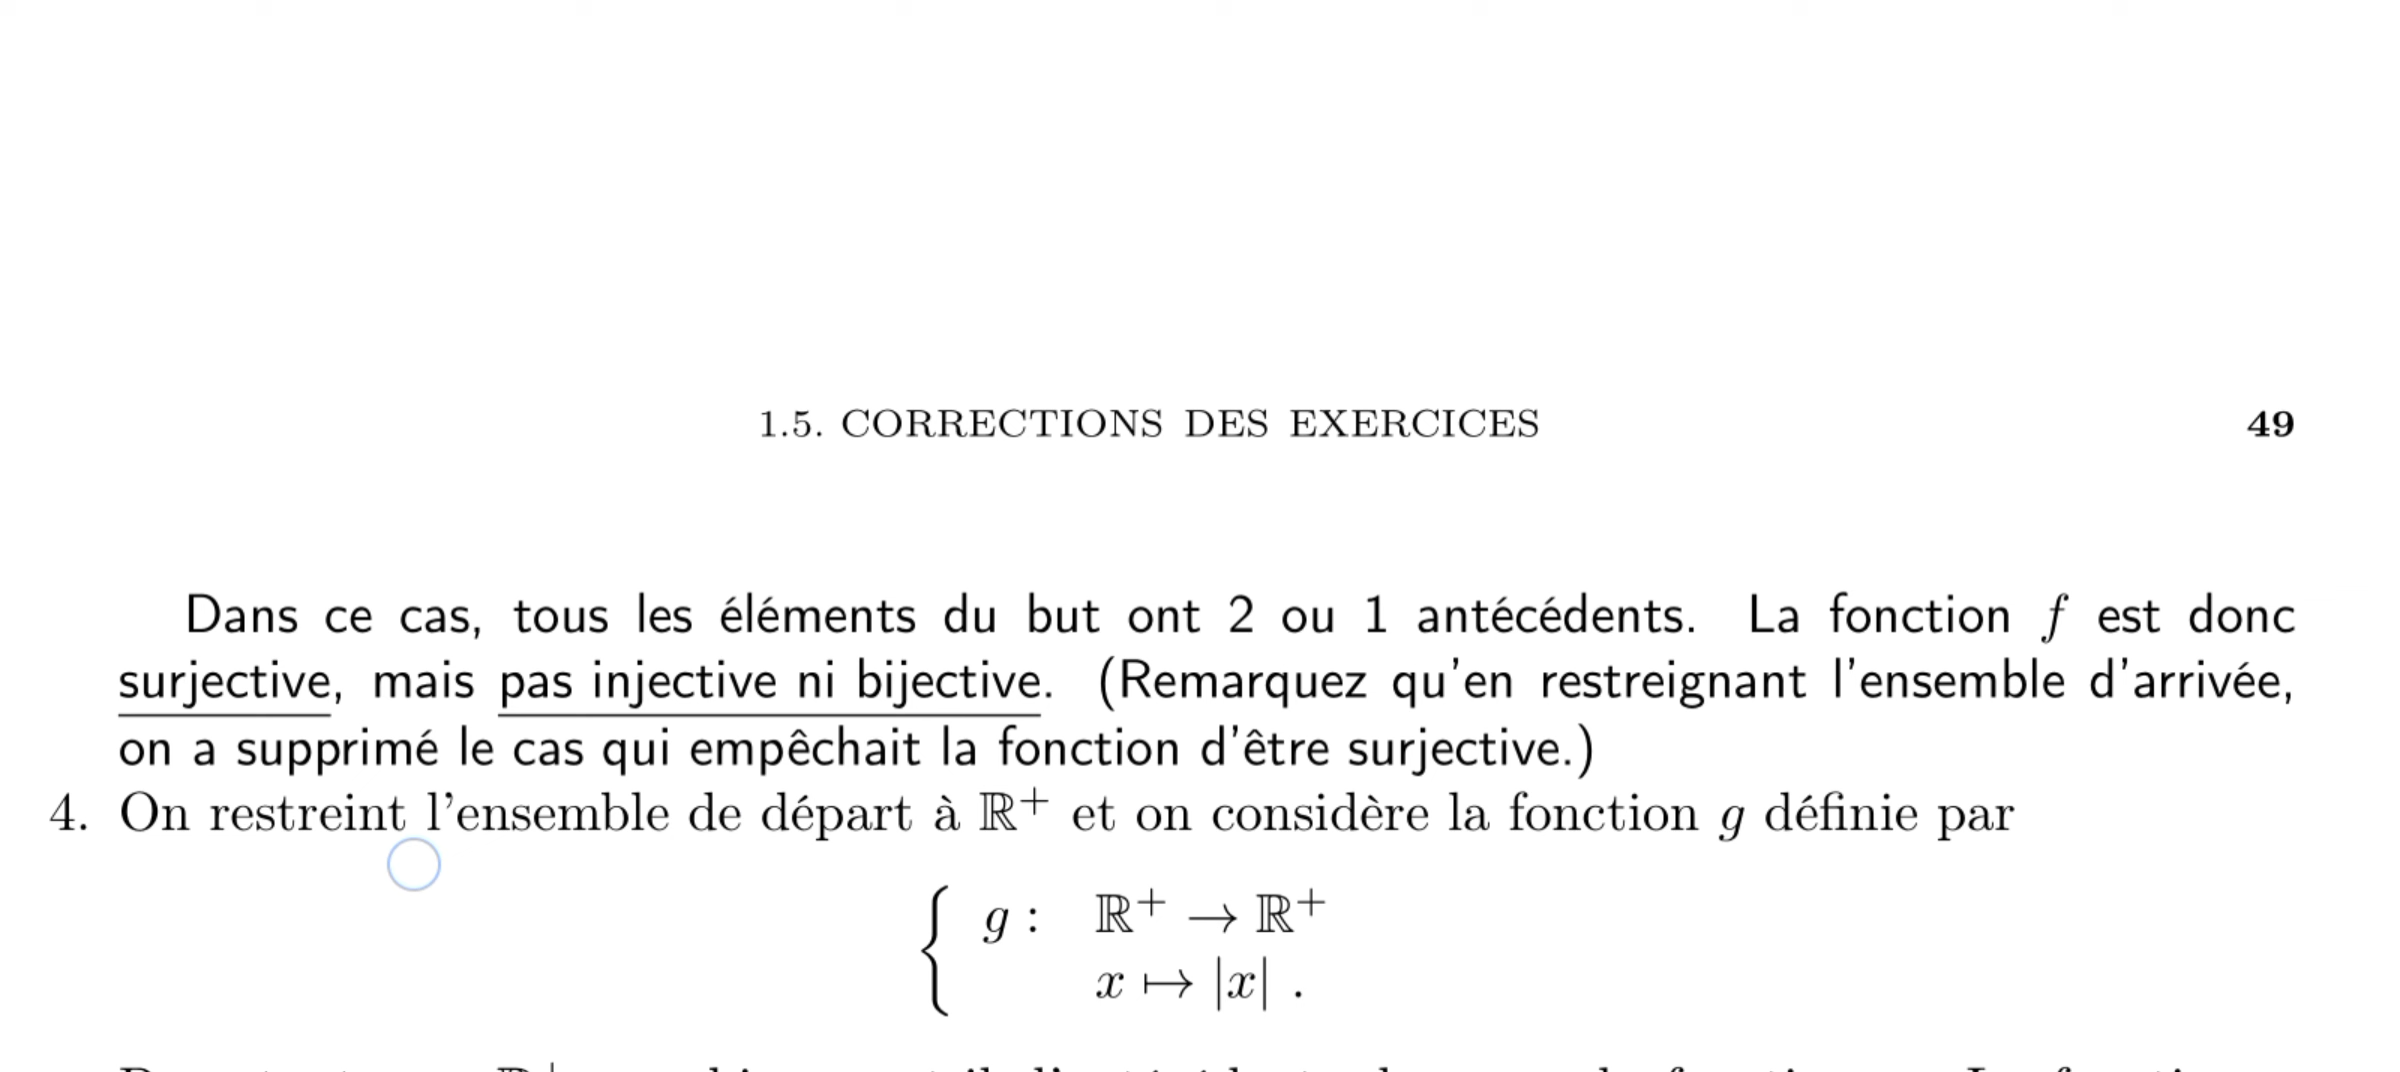 1.5. CORRECTIONS DES EXERCICES 49
Dans ce cas, tous les éléments du but ont 2 ou 1 antécédents. La fonction f est donc
surjective, mais pas injective ni bijective. (Remarquez qu'en restreignant l'ensemble d'arrivée,
on a supprimé le cas qui empêchait la fonction d'être surjective.)
4. On restreint l'ensemble de départ à ℝ⁺ et on considère la fonction g définie par
g : ℝ⁺ → ℝ⁺
x ↦ |x| .